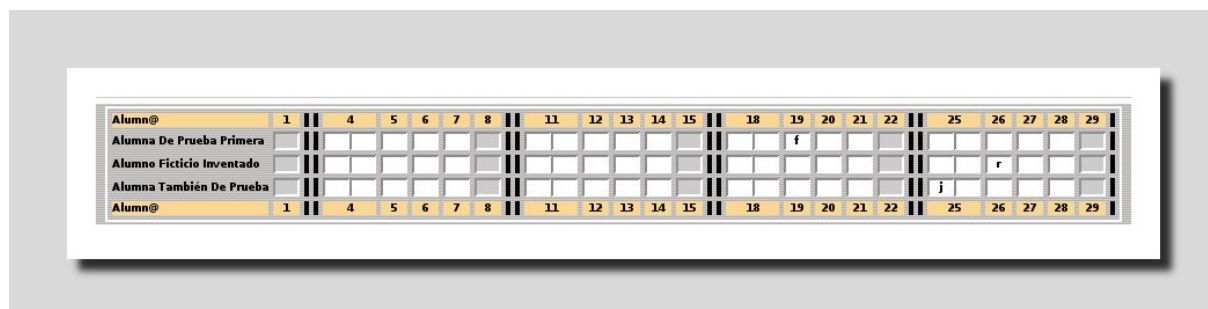 Alumn@ 1 4 5 6 7 8 11 12 13 14 15 18 19 20 21 22 25 26 27 28 29
Alumna De Prueba Primera f
Alumno Ficticio Inventado r
Alumna También De Prueba j
Alumn@ 1 4 5 6 7 8 11 12 13 14 15 18 19 20 21 22 25 26 27 28 29